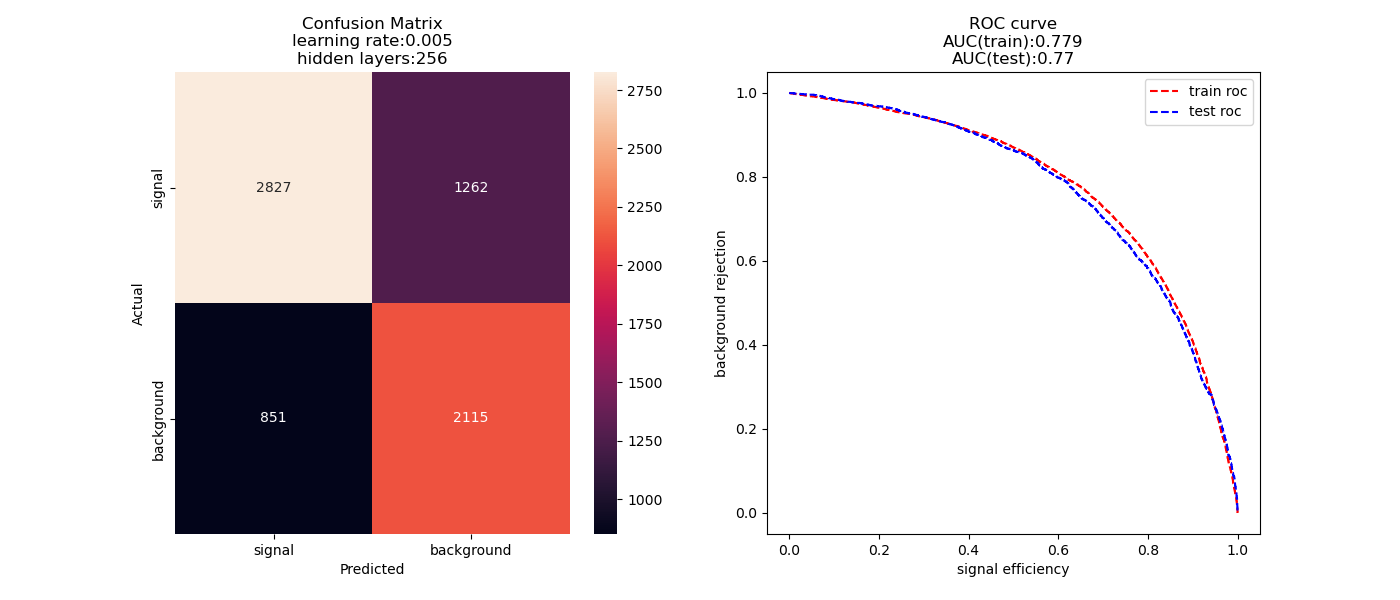 Confusion Matrix
learning rate:0.005
hidden layers:256
signal
background
Actual
2827
1262
851
2115
signal
background
Predicted
2750
2500
2250
2000
1750
1500
1250
1000
ROC curve
AUC(train):0.779
AUC(test):0.77
train roc
test roc
background rejection
1.0
0.8
0.6
0.4
0.2
0.0
0.0
0.2
0.4
0.6
0.8
1.0
signal efficiency